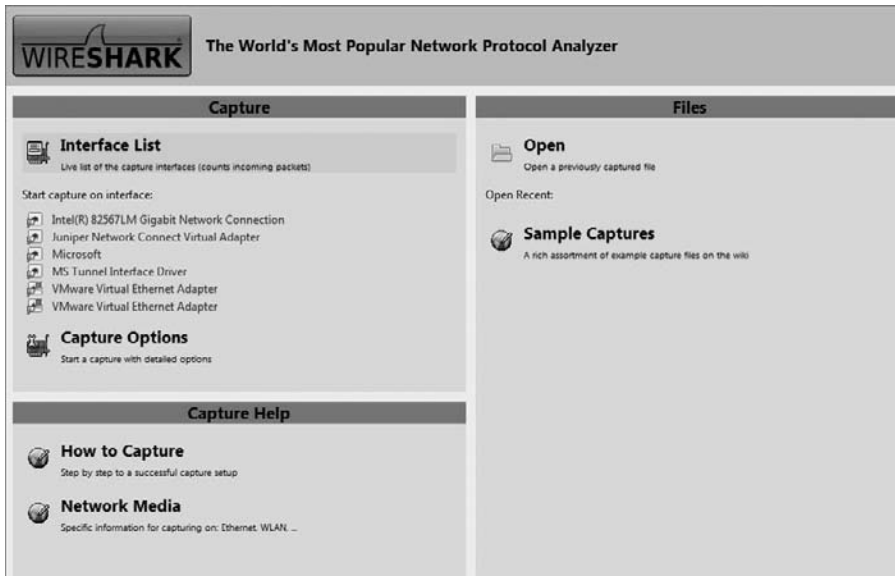 WIRESHARK
The World's Most Popular Network Protocol Analyzer
Capture
Interface List
Live list of the capture interfaces (counts incoming packets)
Start capture on interface:
Intel(R) 82567LM Gigabit Network Connection
Juniper Network Connect Virtual Adapter
Microsoft
MS Tunnel Interface Driver
VMware Virtual Ethernet Adapter
VMware Virtual Ethernet Adapter
Capture Options
Start a capture with detailed options
Capture Help
How to Capture
Step by step to a successful capture setup
Network Media
Specific information for capturing on: Ethernet, WLAN, ...
Files
Open
Open a previously captured file
Open Recent:
Sample Captures
A rich assortment of example capture files on the wiki